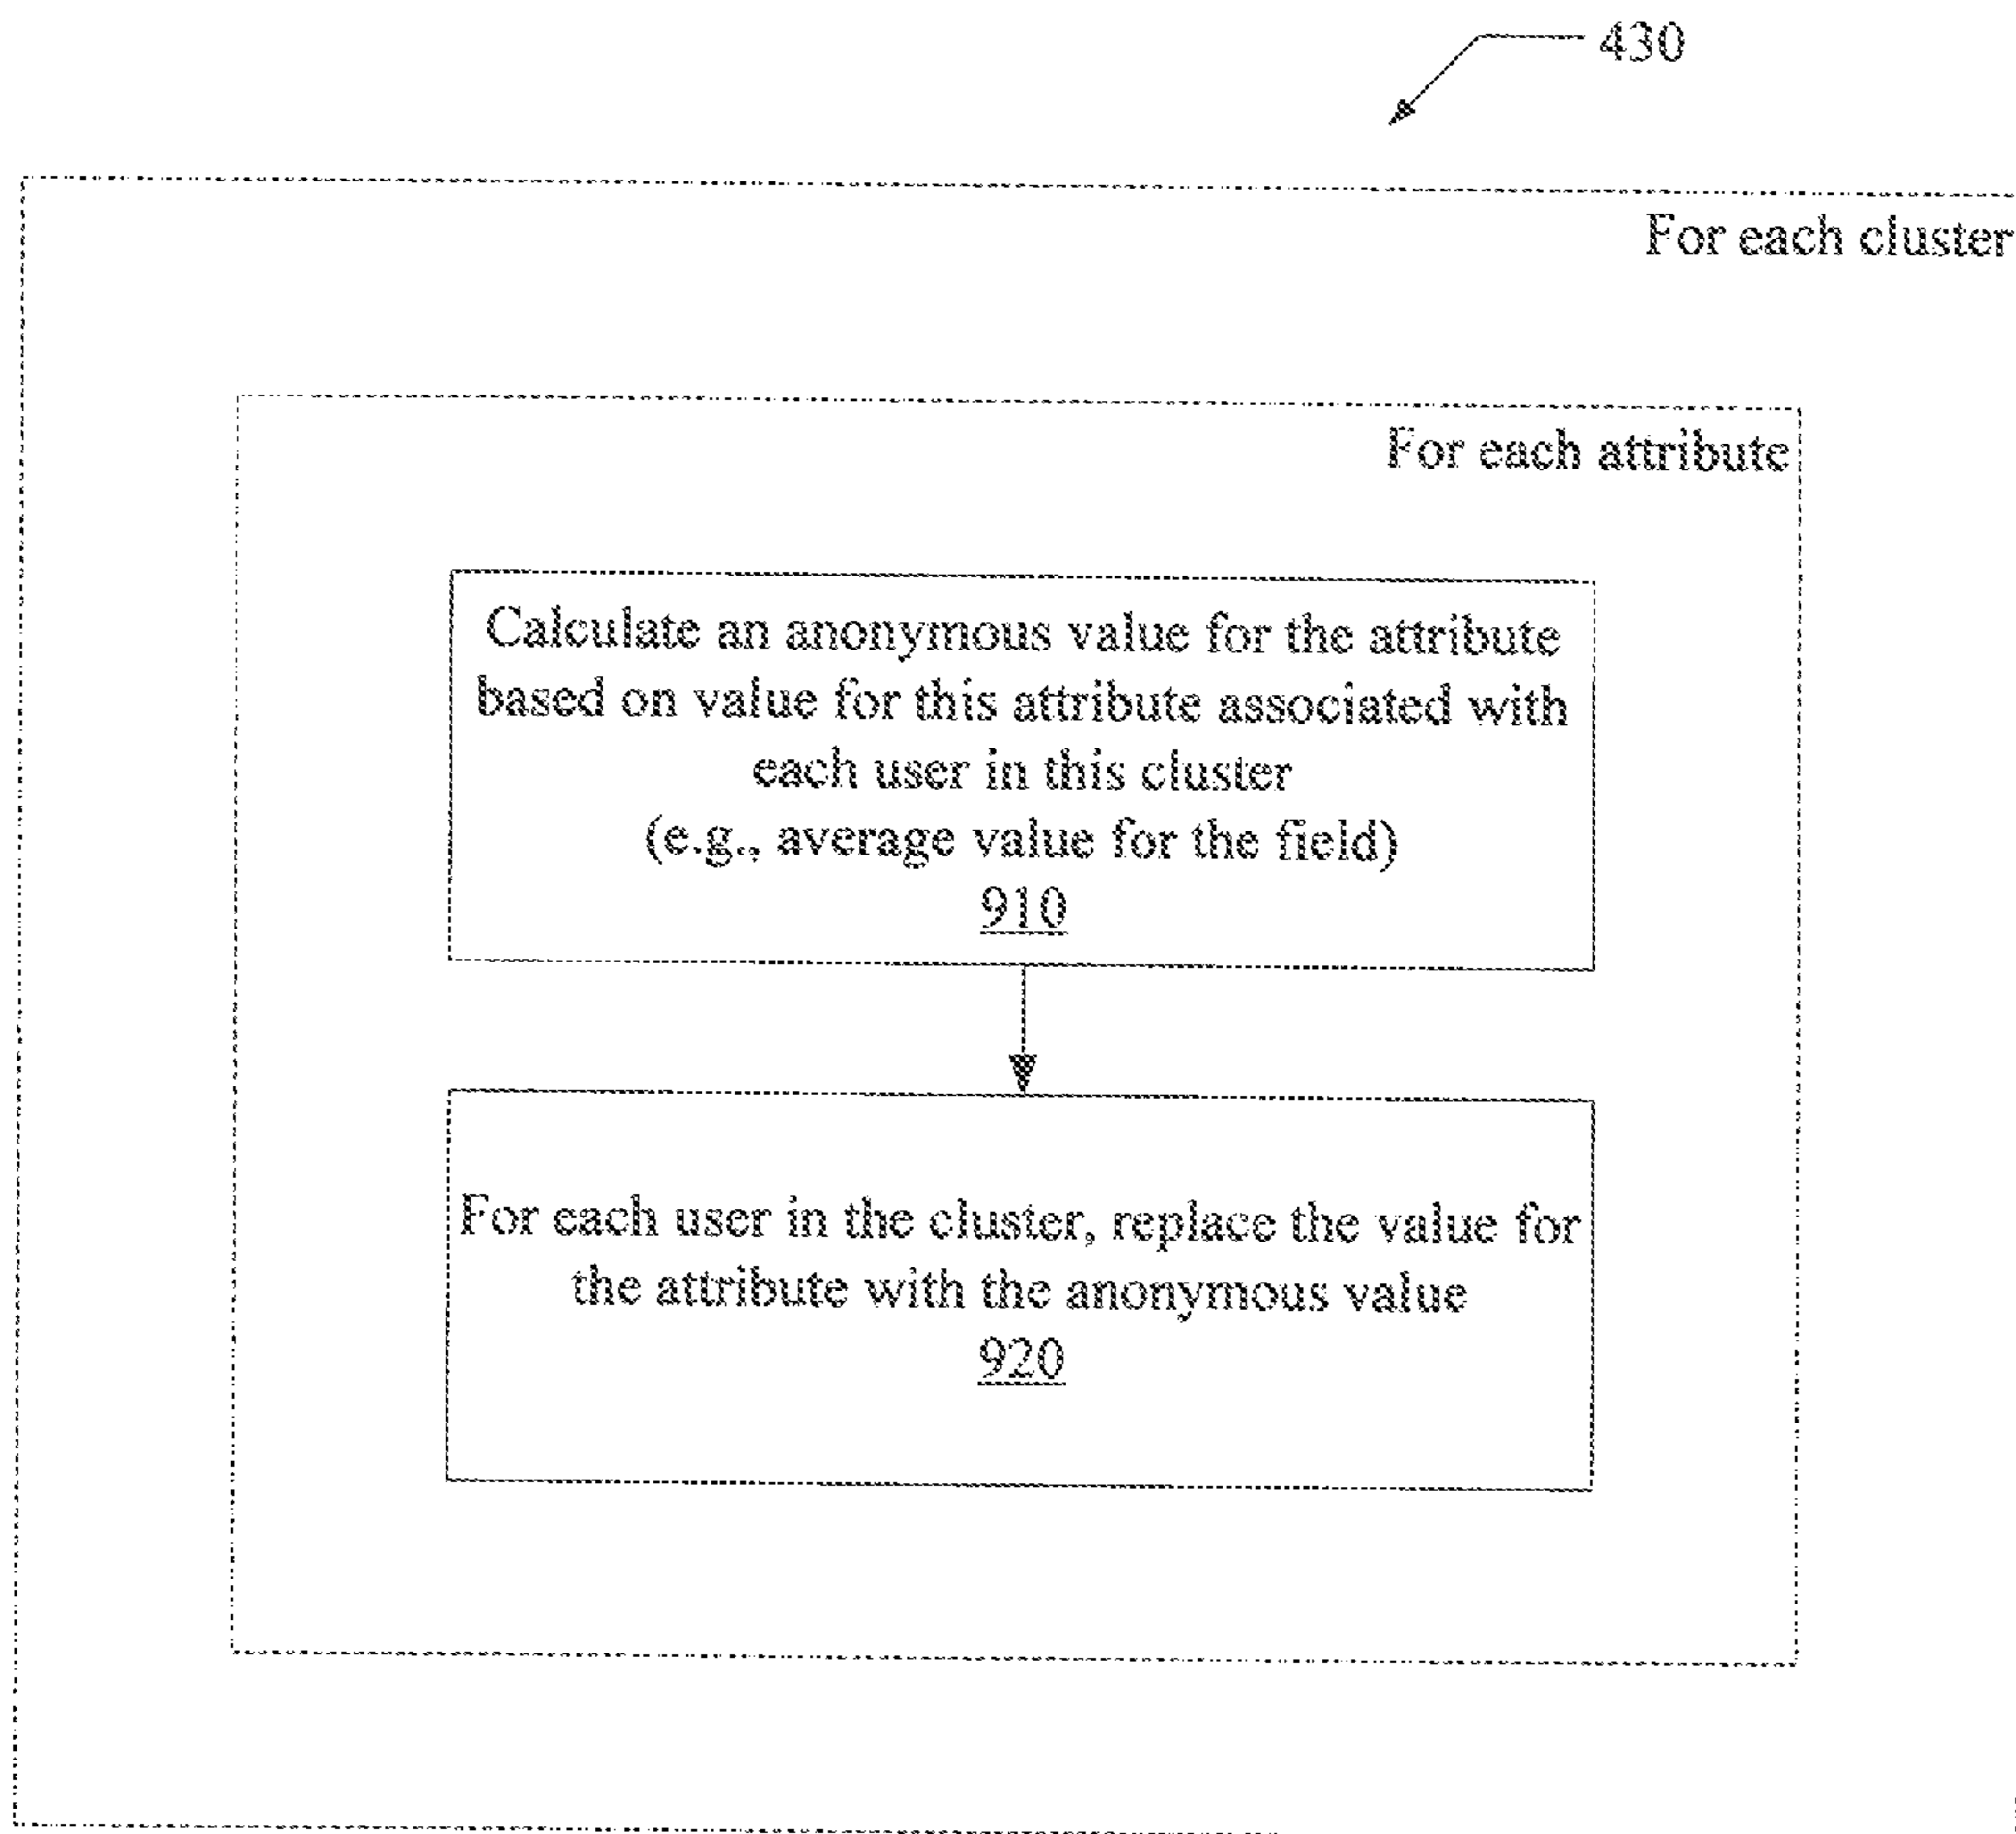 430
For each cluster
For each attribute
Calculate an anonymous value for the attribute
based on value for this attribute associated with
each user in this cluster
(e.g., average value for the field)
910
For each user in the cluster, replace the value for
the attribute with the anonymous value
920